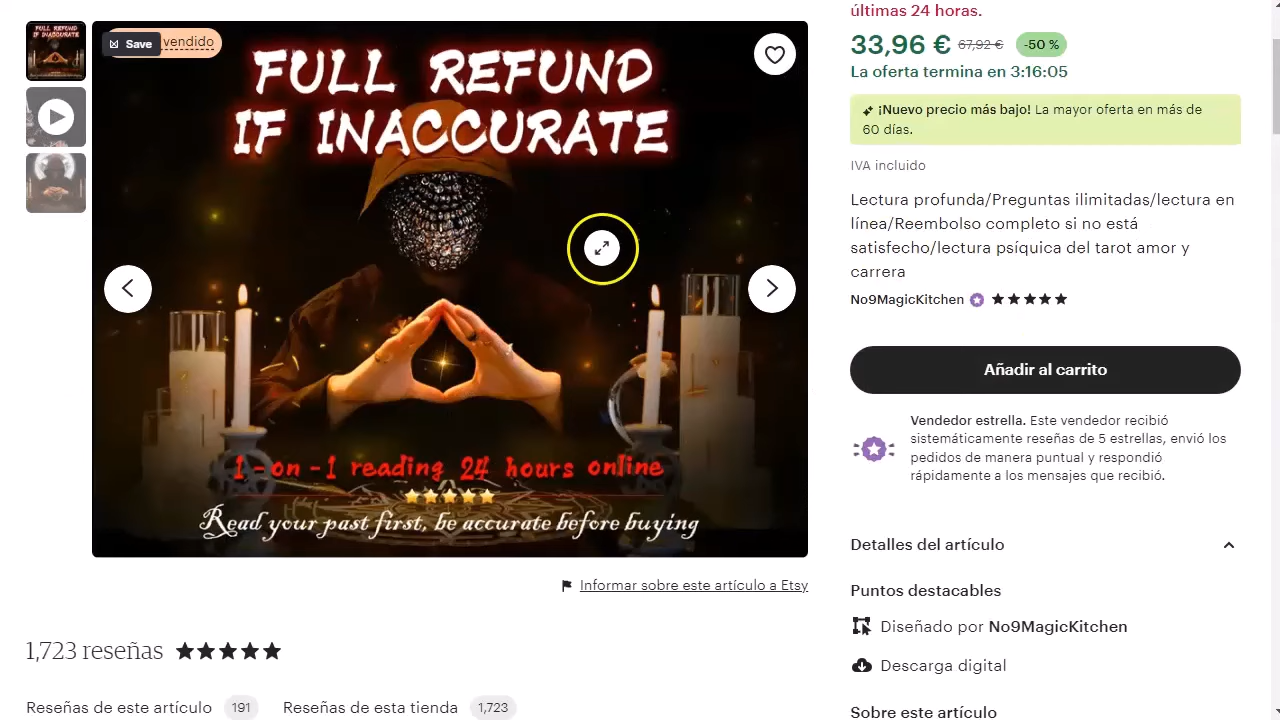 FULL REFUND
IF INACCURATE
Save
vendido
FULL REFUND
IF INACCURATE
1-on-1 reading 24 hours online
Read your past first, be accurate before buying
Informar sobre este artículo a Etsy
1,723 reseñas
Reseñas de este artículo 191 Reseñas de esta tienda 1,723
últimas 24 horas.
33,96 € 67,92 € -50 %
La oferta termina en 3:16:05
¡Nuevo precio más bajo! La mayor oferta en más de
60 días.
IVA incluido
Lectura profunda/Preguntas ilimitadas/lectura en
línea/Reembolso completo si no está
satisfecho/lectura psíquica del tarot amor y
carrera
No9MagicKitchen
Añadir al carrito
Vendedor estrella. Este vendedor recibió
sistemáticamente reseñas de 5 estrellas, envió los
pedidos de manera puntual y respondió
rápidamente a los mensajes que recibió.
Detalles del artículo
Puntos destacables
Diseñado por No9MagicKitchen
Descarga digital
Sobre este artículo